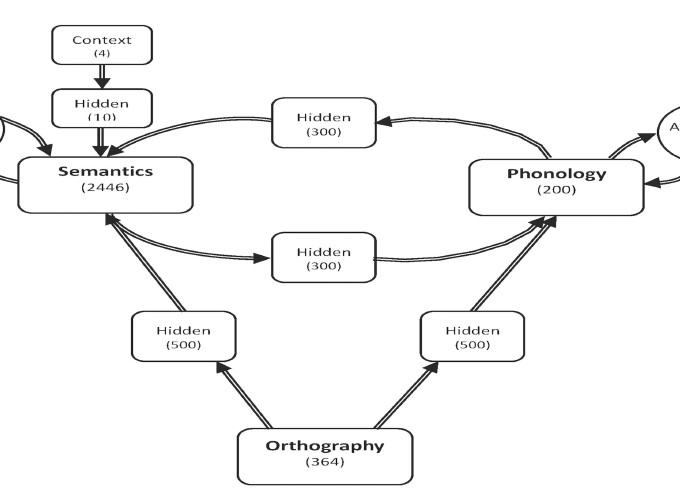 Context
(4)
Hidden
(10)
Hidden
(300)
A
Semantics
(2446)
Phonology
(200)
Hidden
(300)
Hidden
(500)
Hidden
(500)
Orthography
(364)